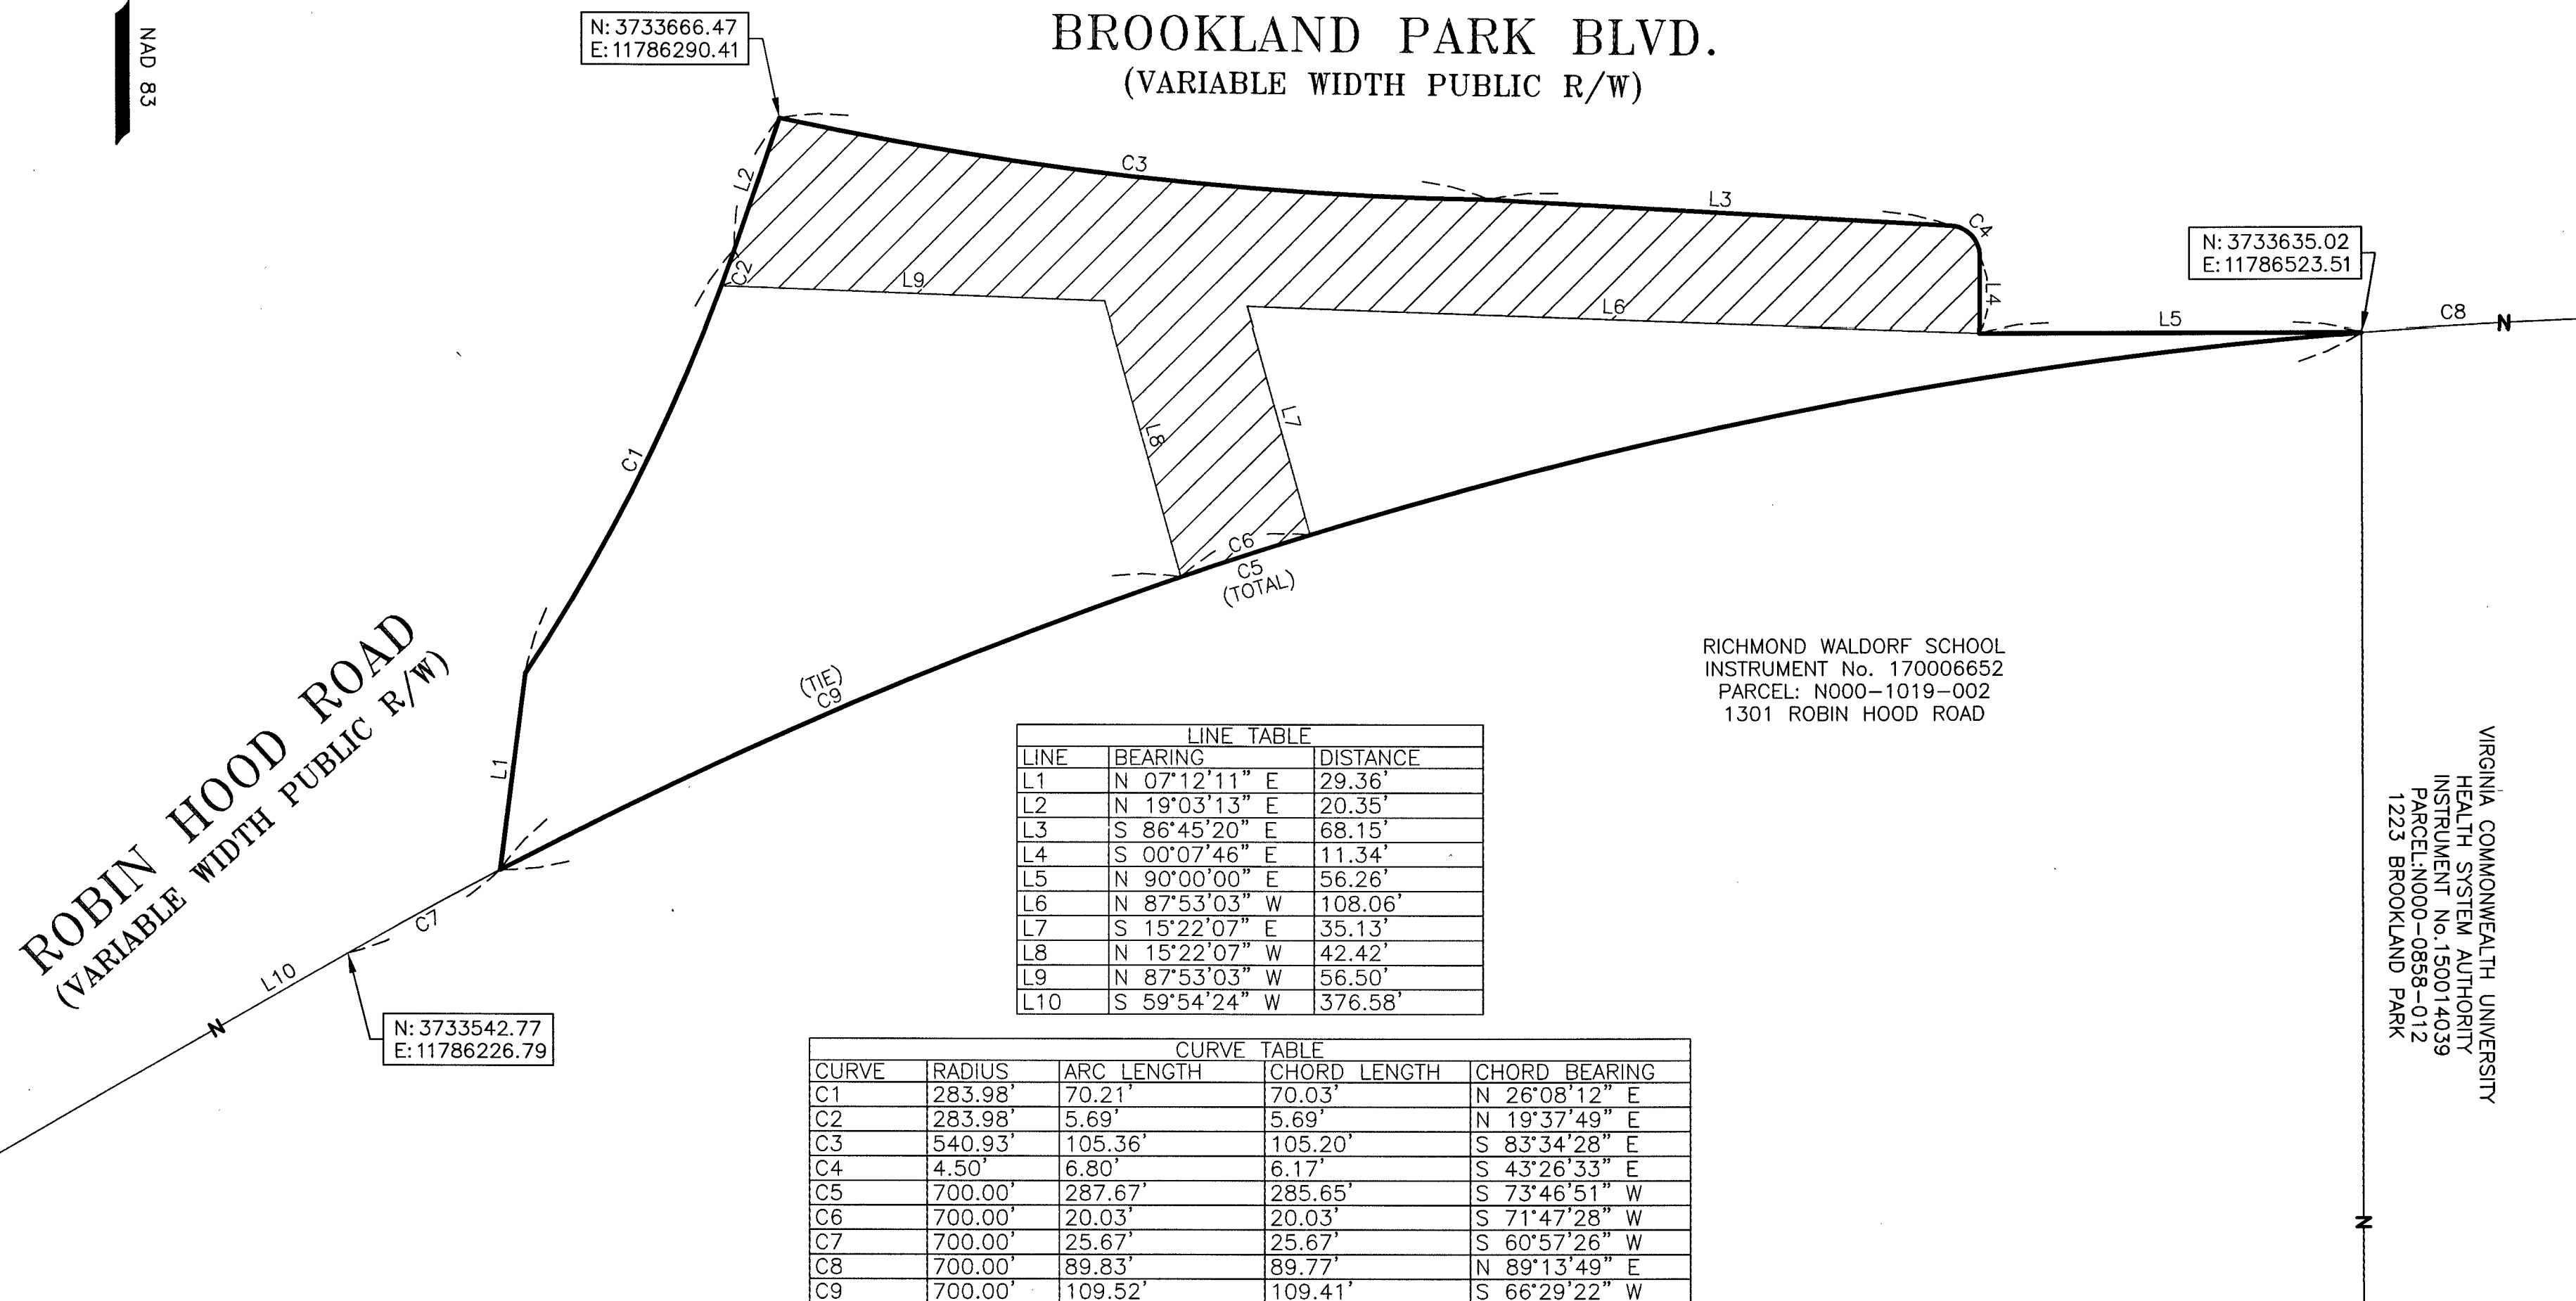 NAD 83
N: 3733666.47
E: 11786290.41
BROOKLAND PARK BLVD.
(VARIABLE WIDTH PUBLIC R/W)
C3
L2
L3
C4
N: 3733635.02
E: 11786523.51
C2
L9
L4
L6
L5
C8
N
L7
L8
C1
C6
C5
(TOTAL)
ROBIN HOOD ROAD
(VARIABLE WIDTH PUBLIC R/W)
(TIE)
C9
L1
C7
L10
N
N: 3733542.77
E: 11786226.79
RICHMOND WALDORF SCHOOL
INSTRUMENT No. 170006652
PARCEL: N000-1019-002
1301 ROBIN HOOD ROAD
VIRGINIA COMMONWEALTH UNIVERSITY
HEALTH SYSTEM AUTHORITY
INSTRUMENT No.150014039
PARCEL:N000-0858-012
1223 BROOKLAND PARK
N
LINE TABLE
LINE BEARING DISTANCE
L1 N 07°12'11" E 29.36'
L2 N 19°03'13" E 20.35'
L3 S 86°45'20" E 68.15'
L4 S 00°07'46" E 11.34'
L5 N 90°00'00" E 56.26'
L6 N 87°53'03" W 108.06'
L7 S 15°22'07" E 35.13'
L8 N 15°22'07" W 42.42'
L9 N 87°53'03" W 56.50'
L10 S 59°54'24" W 376.58'
CURVE TABLE
CURVE RADIUS ARC LENGTH CHORD LENGTH CHORD BEARING
C1 283.98' 70.21' 70.03' N 26°08'12" E
C2 283.98' 5.69' 5.69' N 19°37'49" E
C3 540.93' 105.36' 105.20' S 83°34'28" E
C4 4.50' 6.80' 6.17' S 43°26'33" E
C5 700.00' 287.67' 285.65' S 73°46'51" W
C6 700.00' 20.03' 20.03' S 71°47'28" W
C7 700.00' 25.67' 25.67' S 60°57'26" W
C8 700.00' 89.83' 89.77' N 89°13'49" E
C9 700.00' 109.52' 109.41' S 66°29'22" W